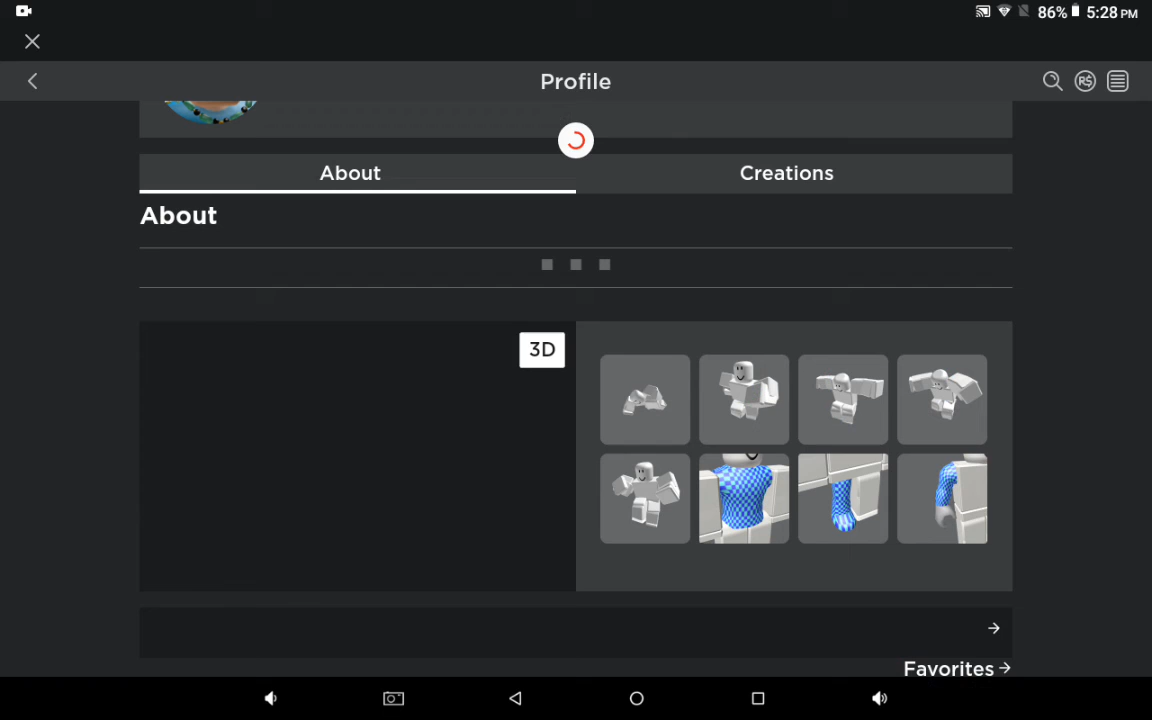 86% 5:28 PM
Profile
R$
About Creations
About
3D
Favorites